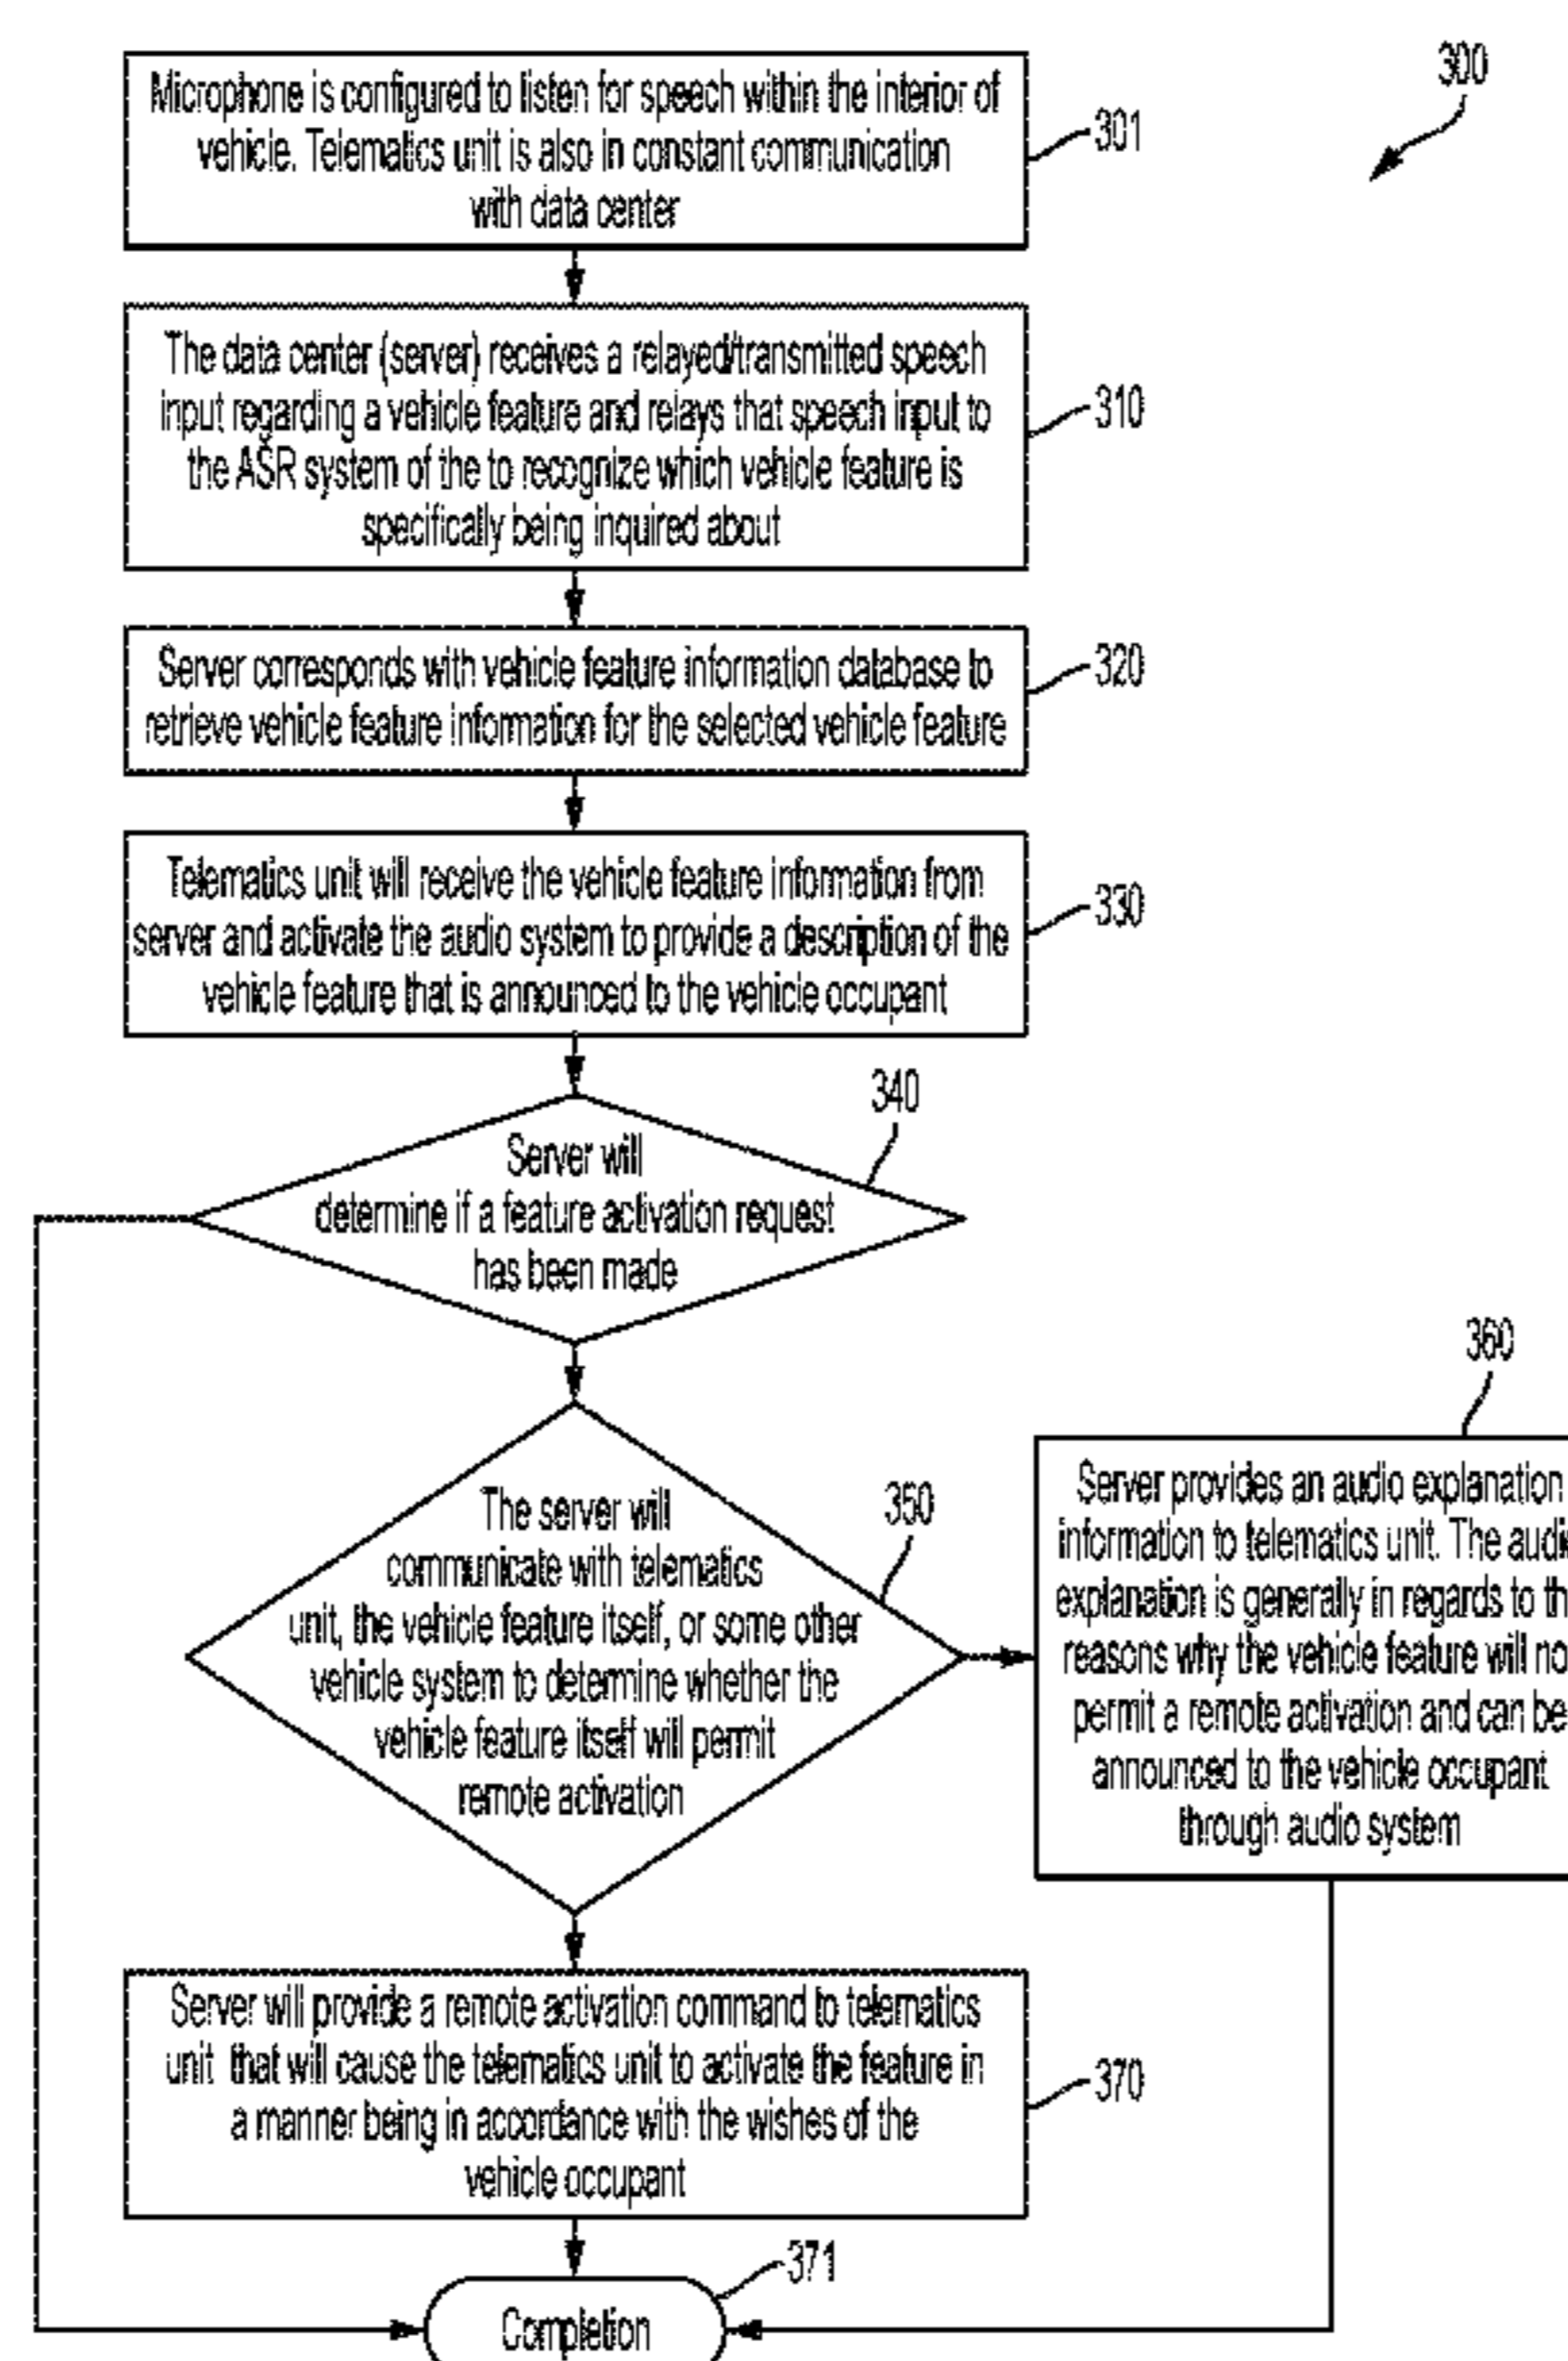 300
Microphone is configured to listen for speech within the interior of
vehicle. Telematics unit is also in constant communication
with data center
301
The data center (server) receives a relayed/transmitted speech
input regarding a vehicle feature and relays that speech input to
the ASR system of the to recognize which vehicle feature is
specifically being inquired about
310
Server corresponds with vehicle feature information database to
retrieve vehicle feature information for the selected vehicle feature
320
Telematics unit will receive the vehicle feature information from
server and activate the audio system to provide a description of the
vehicle feature that is announced to the vehicle occupant
330
340
Server will
determine if a feature activation request
has been made
350
The server will
communicate with telematics
unit, the vehicle feature itself, or some other
vehicle system to determine whether the
vehicle feature itself will permit
remote activation
360
Server provides an audio explanation
information to telematics unit. The
explanation is generally in regards to
reasons why the vehicle feature will
permit a remote activation and can be
announced to the vehicle occupant
through audio system
Server will provide a remote activation command to telematics
unit that will cause the telematics unit to activate the feature in
a manner being in accordance with the wishes of the
vehicle occupant
370
371
Completion